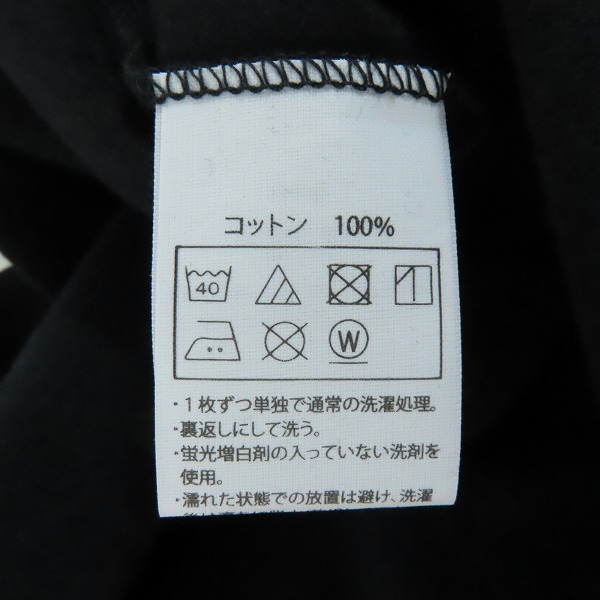 コットン 100%
40
W
・１枚ずつ単独で通常の洗濯処理。
・裏返しにして洗う。
・蛍光増白剤の入っていない洗剤を
使用。
・濡れた状態での放置は避け、洗濯